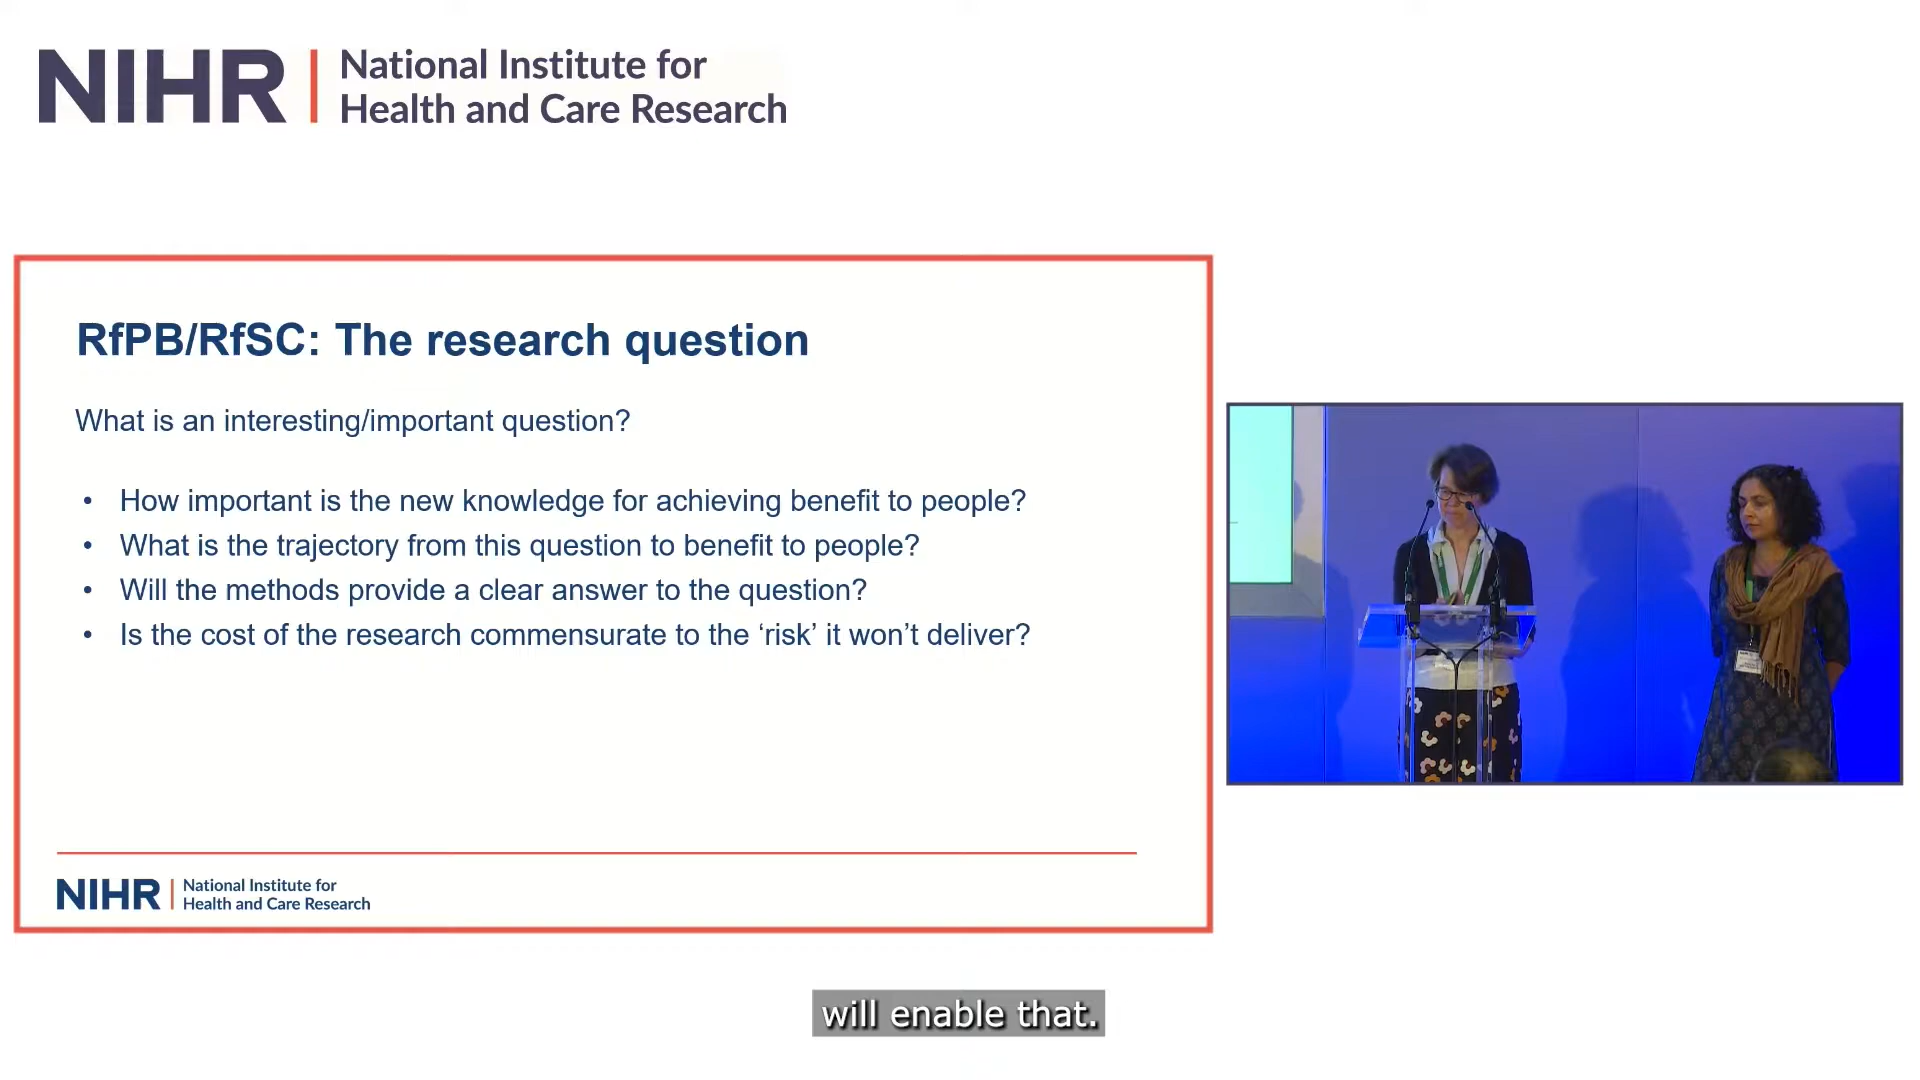 NIHR
National Institute for
Health and Care Research
RfPB/RfSC: The research question
What is an interesting/important question?
• How important is the new knowledge for achieving benefit to people?
• What is the trajectory from this question to benefit to people?
• Will the methods provide a clear answer to the question?
• Is the cost of the research commensurate to the ‘risk’ it won’t deliver?
NIHR
National Institute for
Health and Care Research
will enable that.